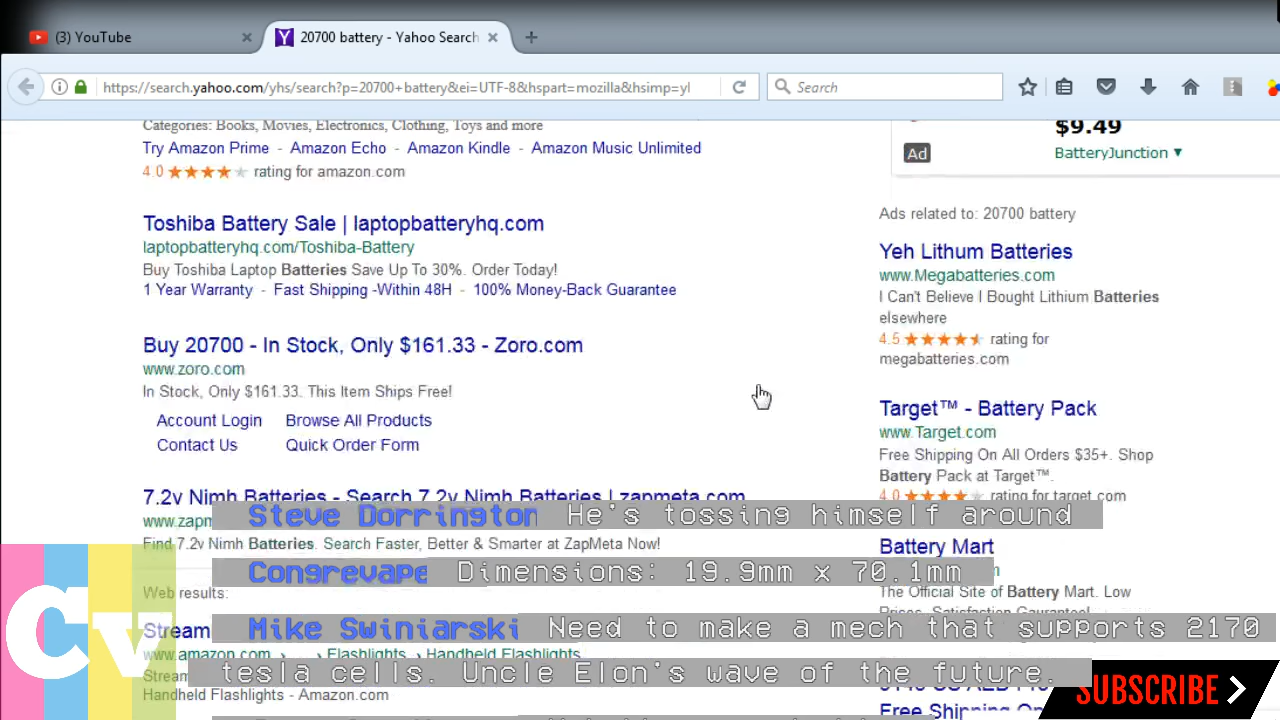 (3) YouTube
20700 battery - Yahoo Search
https://search.yahoo.com/yhs/search?p=20700+battery&ei=UTF-8&hspart=mozilla&hsimp=yl
Search
Categories: Books, Movies, Electronics, Clothing, Toys and more
Try Amazon Prime - Amazon Echo - Amazon Kindle - Amazon Music Unlimited
4.0 rating for amazon.com
Toshiba Battery Sale | laptopbatteryhq.com
laptopbatteryhq.com/Toshiba-Battery
Buy Toshiba Laptop Batteries Save Up To 30%. Order Today!
1 Year Warranty - Fast Shipping -Within 48H - 100% Money-Back Guarantee
Buy 20700 - In Stock, Only $161.33 - Zoro.com
www.zoro.com
In Stock, Only $161.33. This Item Ships Free!
Account Login Browse All Products
Contact Us Quick Order Form
7.2v Nimh Batteries - Search 7.2v Nimh Batteries | zapmeta.com
www.zapm
Find 7.2v Nimh Batteries. Search Faster, Better & Smarter at ZapMeta Now!
Web results:
Stream
www.amazon.com › Flashlights › Handheld Flashlights
Stream
Handheld Flashlights - Amazon.com
$9.49
Ad
BatteryJunction
Ads related to: 20700 battery
Yeh Lithum Batteries
www.Megabatteries.com
I Can't Believe I Bought Lithium Batteries
elsewhere
4.5 rating for
megabatteries.com
Target™ - Battery Pack
www.Target.com
Free Shipping On All Orders $35+. Shop
Battery Pack at Target™.
4.0 rating for target.com
Battery Mart
The Official Site of Battery Mart. Low
Prices, Satisfaction Gaurantee!
Free Shipping On
Steve Dorrington He's tossing himself around
Congrevape Dimensions: 19.9mm x 70.1mm
Mike Swiniarski Need to make a mech that supports 2170
tesla cells. Uncle Elon's wave of the future.
Cv
SUBSCRIBE